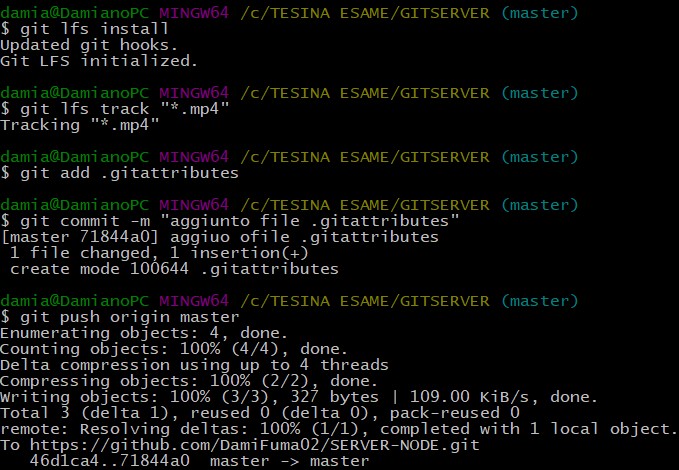 damia@DamianoPC MINGW64 /c/TESINA ESAME/GITSERVER (master)
$ git lfs install
Updated git hooks.
Git LFS initialized.
damia@DamianoPC MINGW64 /c/TESINA ESAME/GITSERVER (master)
$ git lfs track "*.mp4"
Tracking "*.mp4"
damia@DamianoPC MINGW64 /c/TESINA ESAME/GITSERVER (master)
$ git add .gitattributes
damia@DamianoPC MINGW64 /c/TESINA ESAME/GITSERVER (master)
$ git commit -m "aggiunto file .gitattributes"
[master 71844a0] aggiuo ofile .gitattributes
 1 file changed, 1 insertion(+)
 create mode 100644 .gitattributes
damia@DamianoPC MINGW64 /c/TESINA ESAME/GITSERVER (master)
$ git push origin master
Enumerating objects: 4, done.
Counting objects: 100% (4/4), done.
Delta compression using up to 4 threads
Compressing objects: 100% (2/2), done.
Writing objects: 100% (3/3), 327 bytes | 109.00 KiB/s, done.
Total 3 (delta 1), reused 0 (delta 0), pack-reused 0
remote: Resolving deltas: 100% (1/1), completed with 1 local object.
To https://github.com/DamiFuma02/SERVER-NODE.git
   46d1ca4..71844a0  master -> master